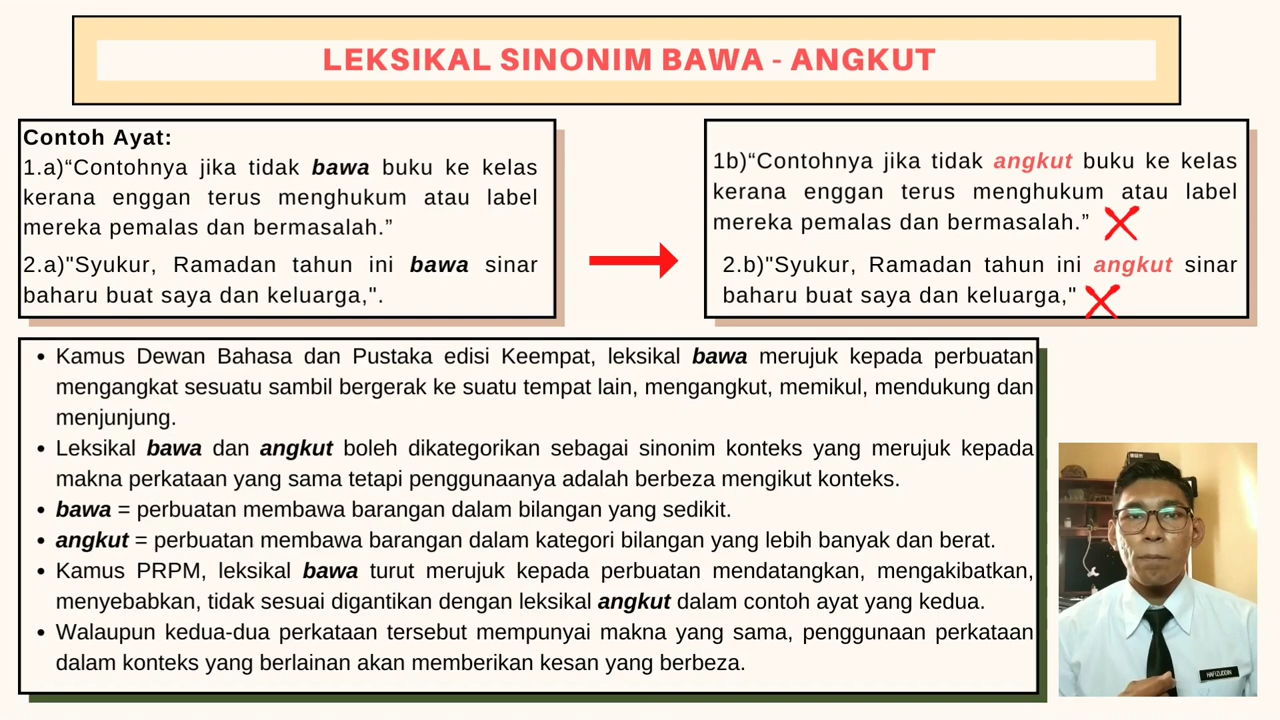 LEKSIKAL SINONIM BAWA - ANGKUT
Contoh Ayat:
1.a)“Contohnya jika tidak bawa buku ke kelas
kerana enggan terus menghukum atau label
mereka pemalas dan bermasalah.”
2.a)"Syukur, Ramadan tahun ini bawa sinar
baharu buat saya dan keluarga,".
1b)“Contohnya jika tidak angkut buku ke kelas
kerana enggan terus menghukum atau label
mereka pemalas dan bermasalah.”
2.b)"Syukur, Ramadan tahun ini angkut sinar
baharu buat saya dan keluarga,"
• Kamus Dewan Bahasa dan Pustaka edisi Keempat, leksikal bawa merujuk kepada perbuatan
mengangkat sesuatu sambil bergerak ke suatu tempat lain, mengangkut, memikul, mendukung dan
menjunjung.
• Leksikal bawa dan angkut boleh dikategorikan sebagai sinonim konteks yang merujuk kepada
makna perkataan yang sama tetapi penggunaanya adalah berbeza mengikut konteks.
• bawa = perbuatan membawa barangan dalam bilangan yang sedikit.
• angkut = perbuatan membawa barangan dalam kategori bilangan yang lebih banyak dan berat.
• Kamus PRPM, leksikal bawa turut merujuk kepada perbuatan mendatangkan, mengakibatkan,
menyebabkan, tidak sesuai digantikan dengan leksikal angkut dalam contoh ayat yang kedua.
• Walaupun kedua-dua perkataan tersebut mempunyai makna yang sama, penggunaan perkataan
dalam konteks yang berlainan akan memberikan kesan yang berbeza.
HAFIZUDDIN